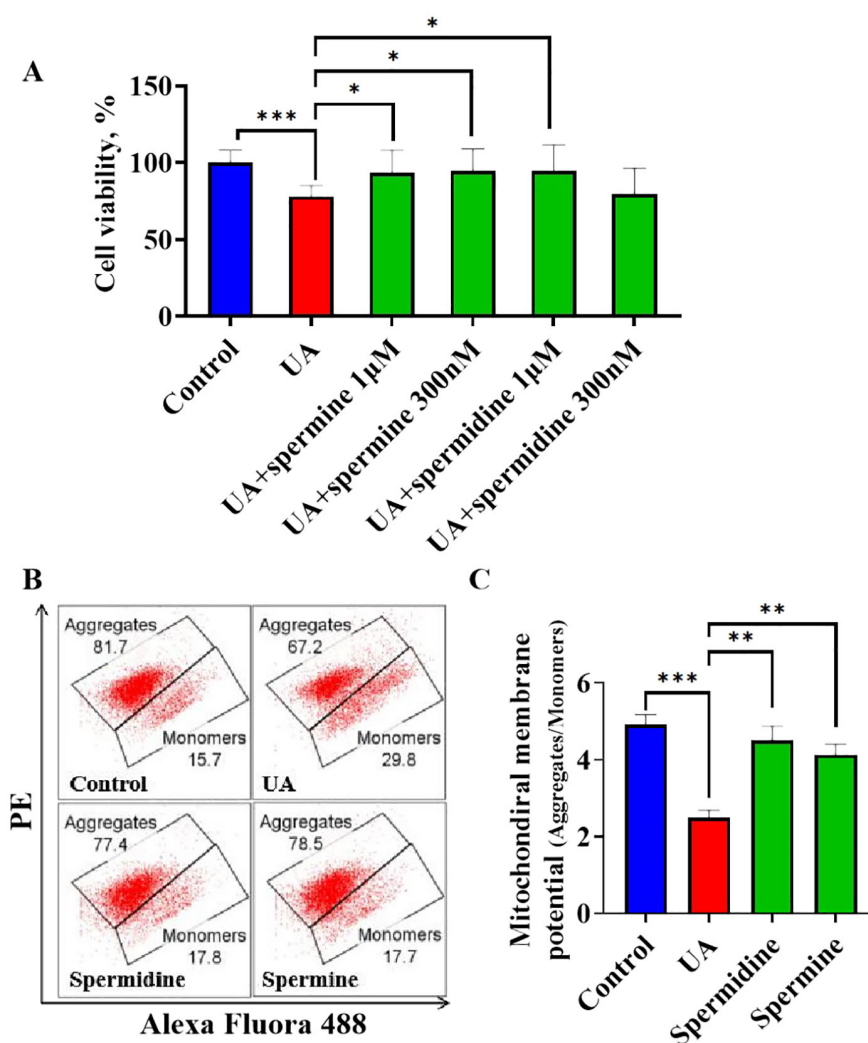 A
Cell viability, %
150
100
50
0
***
*
*
*
Control
UA
UA+spermine 1µM
UA+spermine 300nM
UA+spermidine 1µM
UA+spermidine 300nM
B
PE
Aggregates
81.7
Monomers
15.7
Control
Aggregates
67.2
Monomers
29.8
UA
Aggregates
77.4
Monomers
17.8
Spermidine
Aggregates
78.5
Monomers
17.7
Spermine
Alexa Fluora 488
C
Mitochondiral membrane
potential (Aggregates/Monomers)
6
4
2
0
***
**
**
Control
UA
Spermidine
Spermine